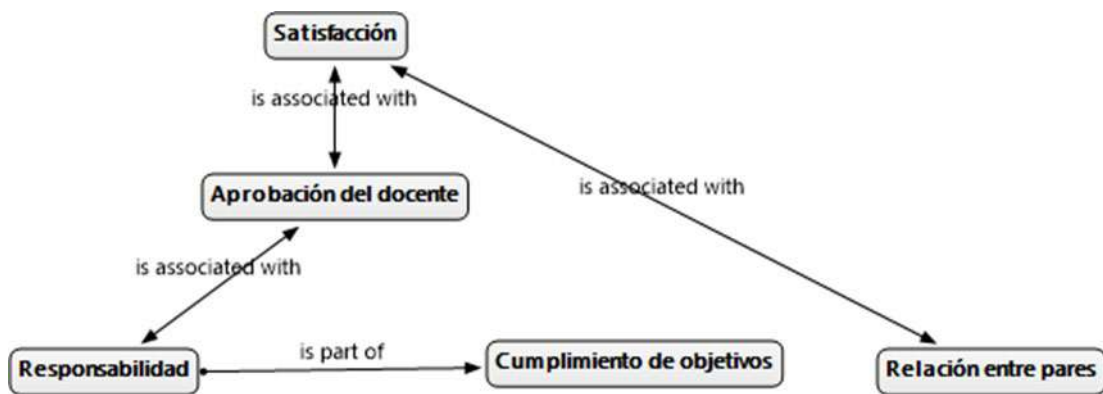 Satisfacción
is associated with
Aprobación del docente
is associated with
is associated with
Responsabilidad
is part of
Cumplimiento de objetivos
Relación entre pares